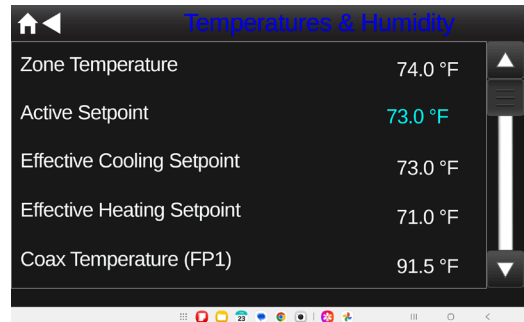 Temperatures & Humidity
Zone Temperature 74.0 °F
Active Setpoint 73.0 °F
Effective Cooling Setpoint 73.0 °F
Effective Heating Setpoint 71.0 °F
Coax Temperature (FP1) 91.5 °F
23